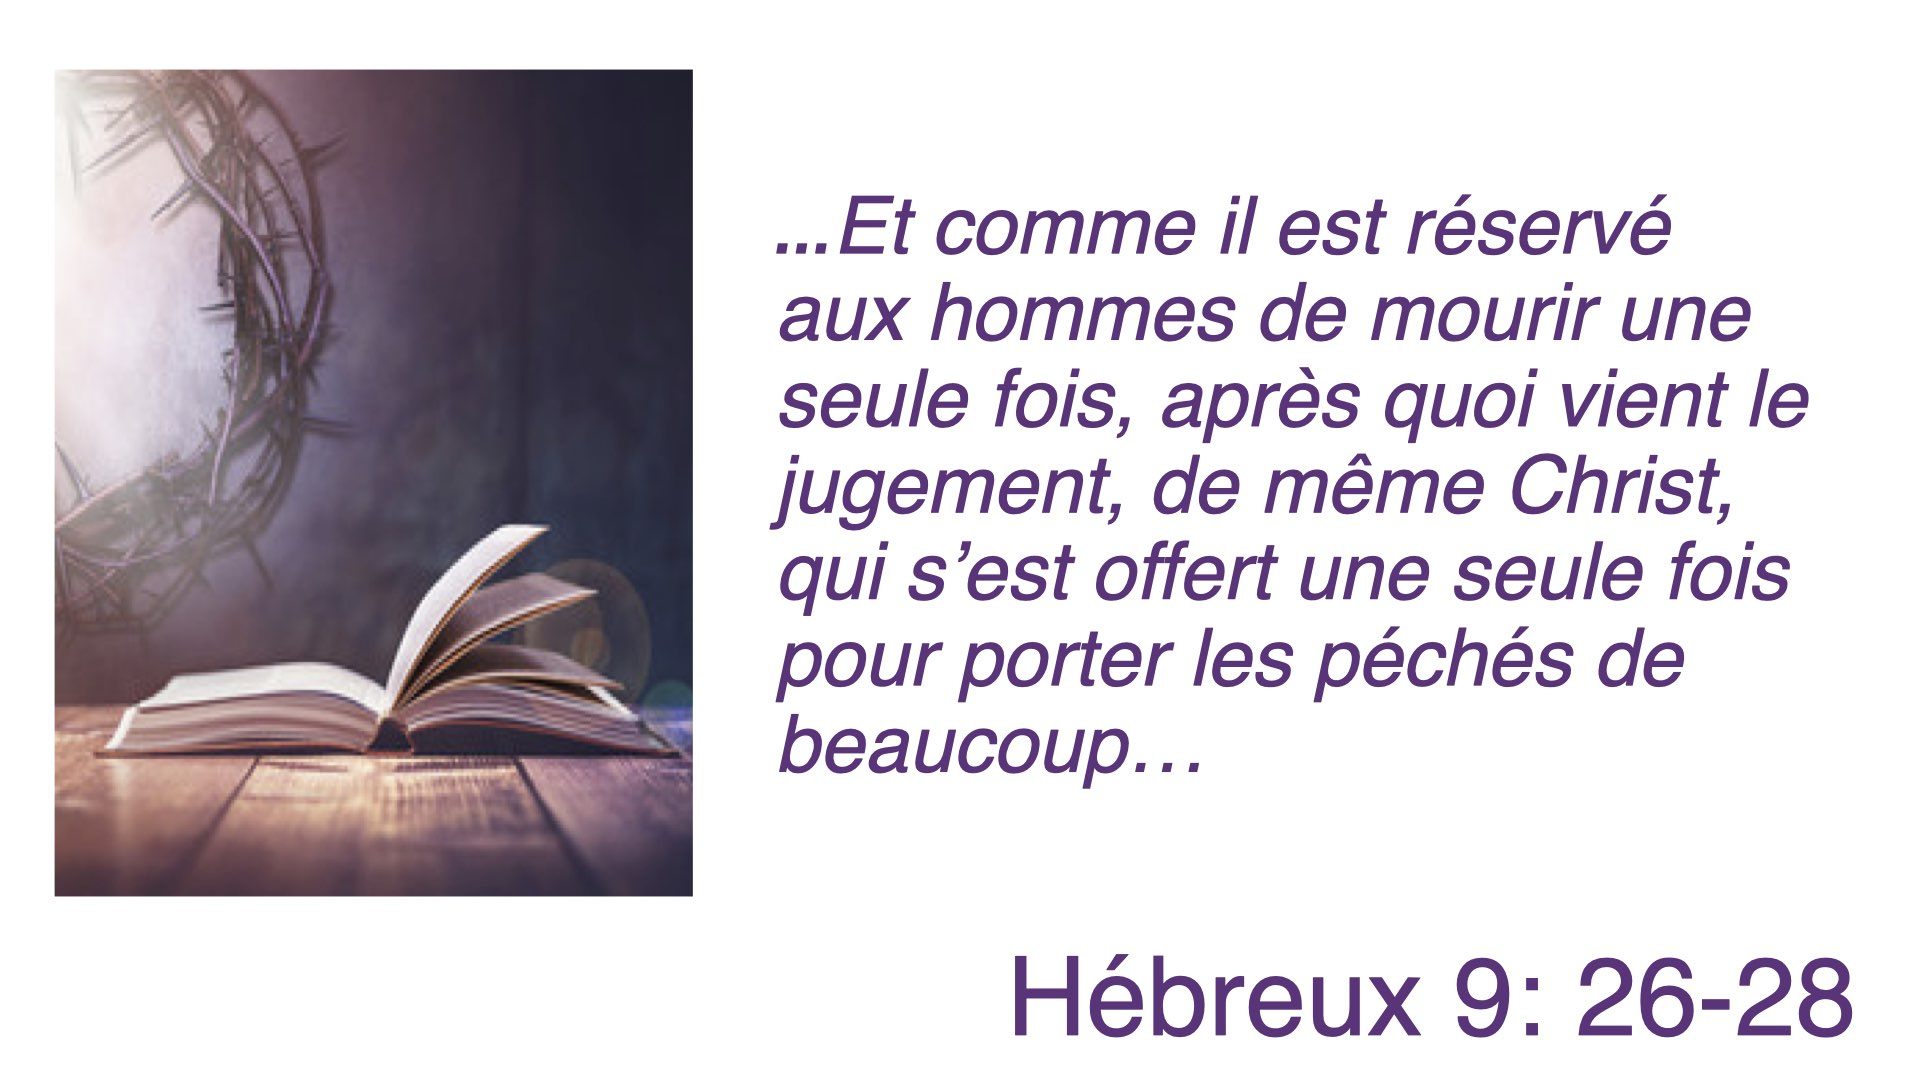 ...Et comme il est réservé
aux hommes de mourir une
seule fois, après quoi vient le
jugement, de même Christ,
qui s’est offert une seule fois
pour porter les péchés de
beaucoup…
Hébreux 9: 26-28